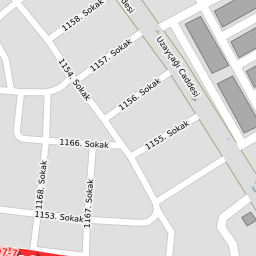 1158. Sokak
1157. Sokak
1154. Sokak
Uzayçağı Caddesi
1156. Sokak
1155. Sokak
1166. Sokak
1168. Sokak
1167. Sokak
1153. Sokak